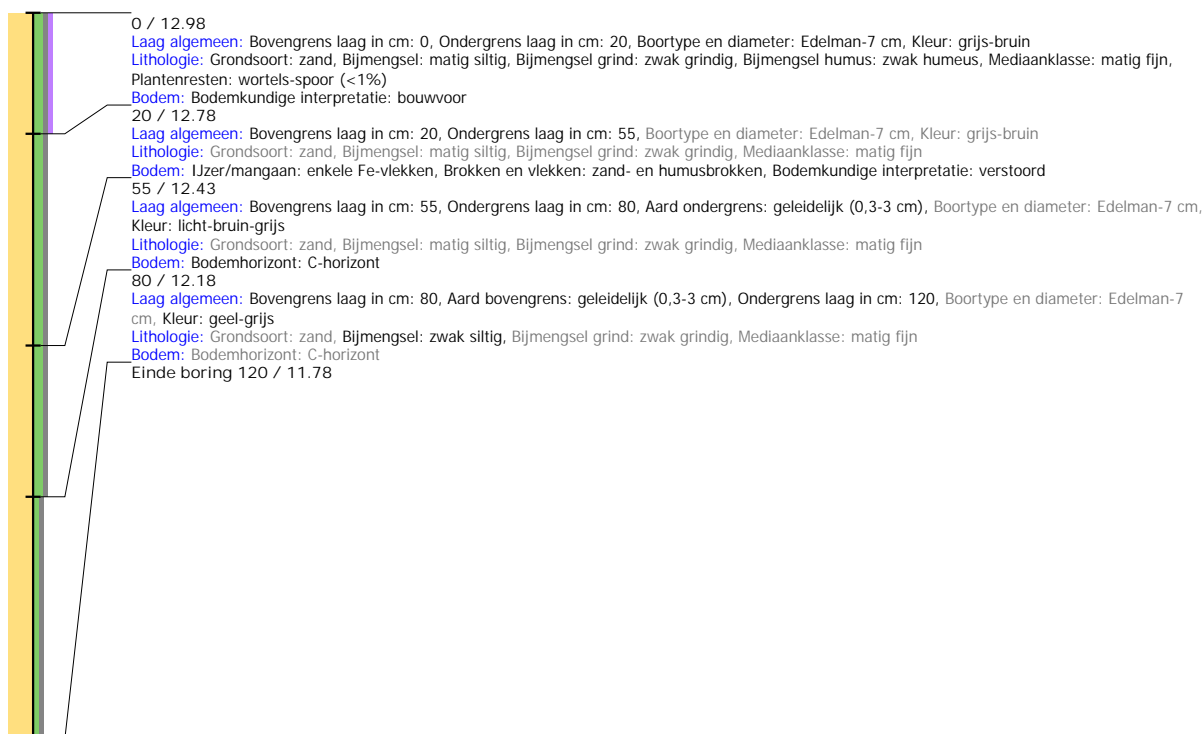 0 / 12.98
Laag algemeen: Bovengrens laag in cm: 0, Ondergrens laag in cm: 20, Boortype en diameter: Edelman-7 cm, Kleur: grijs-bruin
Lithologie: Grondsoort: zand, Bijmengsel: matig siltig, Bijmengsel grind: zwak grindig, Bijmengsel humus: zwak humeus, Mediaanklasse: matig fijn,
Plantenresten: wortels-spoor (<1%)
Bodem: Bodemkundige interpretatie: bouwvoor
20 / 12.78
Laag algemeen: Bovengrens laag in cm: 20, Ondergrens laag in cm: 55, Boortype en diameter: Edelman-7 cm, Kleur: grijs-bruin
Lithologie: Grondsoort: zand, Bijmengsel: matig siltig, Bijmengsel grind: zwak grindig, Mediaanklasse: matig fijn
Bodem: IJzer/mangaan: enkele Fe-vlekken, Brokken en vlekken: zand- en humusbrokken, Bodemkundige interpretatie: verstoord
55 / 12.43
Laag algemeen: Bovengrens laag in cm: 55, Ondergrens laag in cm: 80, Aard ondergrens: geleidelijk (0,3-3 cm), Boortype en diameter: Edelman-7 cm,
Kleur: licht-bruin-grijs
Lithologie: Grondsoort: zand, Bijmengsel: matig siltig, Bijmengsel grind: zwak grindig, Mediaanklasse: matig fijn
Bodem: Bodemhorizont: C-horizont
80 / 12.18
Laag algemeen: Bovengrens laag in cm: 80, Aard bovengrens: geleidelijk (0,3-3 cm), Ondergrens laag in cm: 120, Boortype en diameter: Edelman-7
cm, Kleur: geel-grijs
Lithologie: Grondsoort: zand, Bijmengsel: zwak siltig, Bijmengsel grind: zwak grindig, Mediaanklasse: matig fijn
Bodem: Bodemhorizont: C-horizont
Einde boring 120 / 11.78